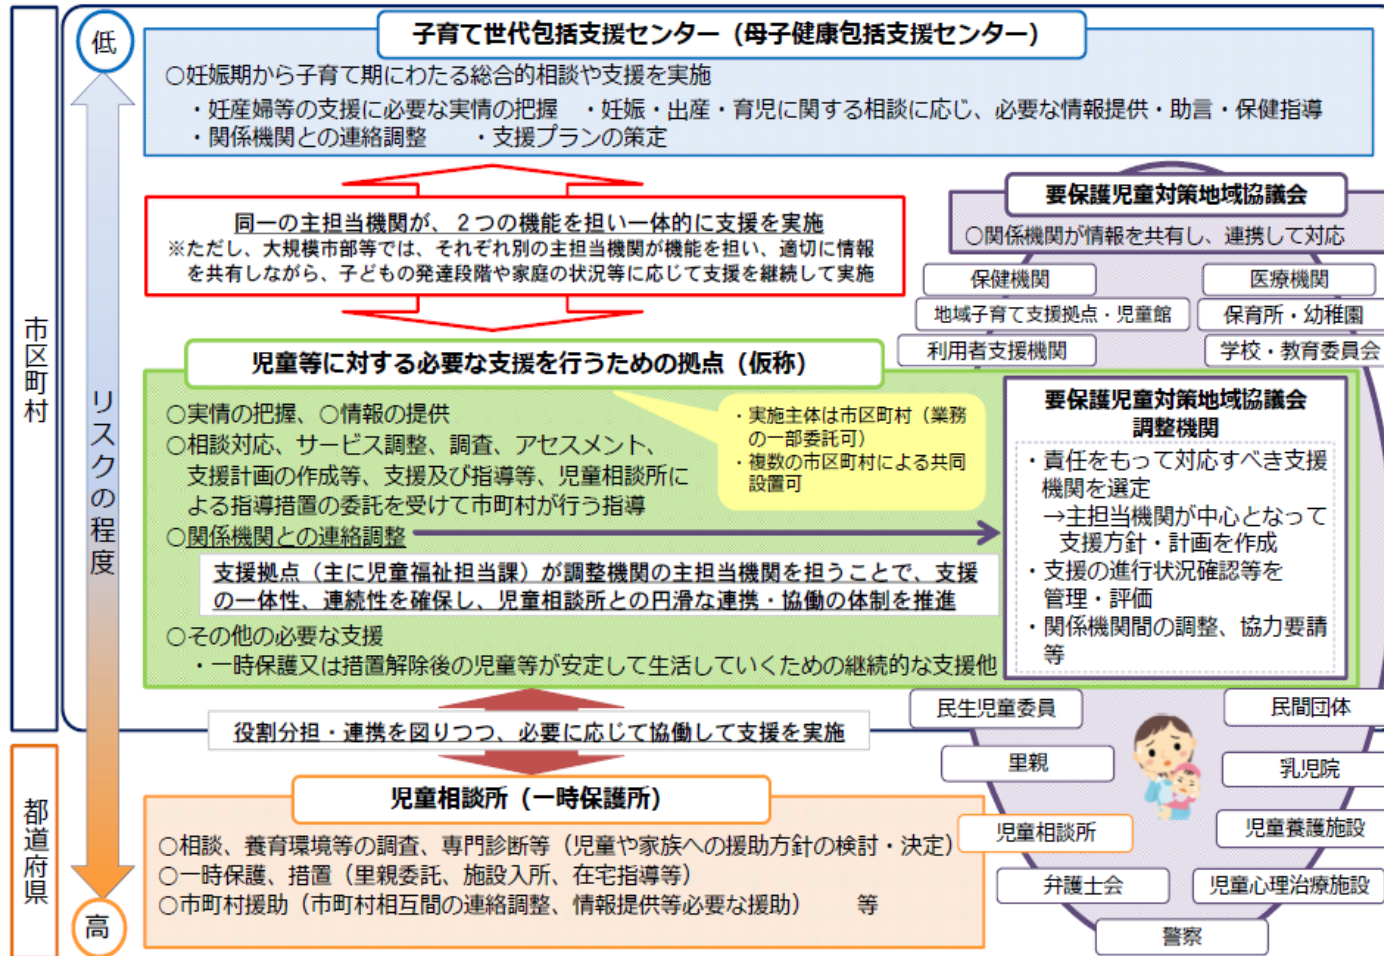 低
市区町村
リスクの程度
都道府県
高
子育て世代包括支援センター（母子健康包括支援センター）
○妊娠期から子育て期にわたる総合的相談や支援を実施
・妊産婦等の支援に必要な実情の把握　・妊娠・出産・育児に関する相談に応じ、必要な情報提供・助言・保健指導
・関係機関との連絡調整　　・支援プランの策定
同一の主担当機関が、２つの機能を担い一体的に支援を実施
※ただし、大規模市部等では、それぞれ別の主担当機関が機能を担い、適切に情報
を共有しながら、子どもの発達段階や家庭の状況等に応じて支援を継続して実施
児童等に対する必要な支援を行うための拠点（仮称）
○実情の把握、○情報の提供
○相談対応、サービス調整、調査、アセスメント、
支援計画の作成等、支援及び指導等、児童相談所に
よる指導措置の委託を受けて市町村が行う指導
○関係機関との連絡調整
・実施主体は市区町村（業務
の一部委託可）
・複数の市区町村による共同
設置可
支援拠点（主に児童福祉担当課）が調整機関の主担当機関を担うことで、支援
の一体性、連続性を確保し、児童相談所との円滑な連携・協働の体制を推進
○その他の必要な支援
・一時保護又は措置解除後の児童等が安定して生活していくための継続的な支援他
役割分担・連携を図りつつ、必要に応じて協働して支援を実施
児童相談所（一時保護所）
○相談、養育環境等の調査、専門診断等（児童や家族への援助方針の検討・決定）
○一時保護、措置（里親委託、施設入所、在宅指導等）
○市町村援助（市町村相互間の連絡調整、情報提供等必要な援助）　　等
要保護児童対策地域協議会
○関係機関が情報を共有し、連携して対応
保健機関
医療機関
地域子育て支援拠点・児童館
保育所・幼稚園
利用者支援機関
学校・教育委員会
要保護児童対策地域協議会
調整機関
・責任をもって対応すべき支援
機関を選定
→主担当機関が中心となって
支援方針・計画を作成
・支援の進行状況確認等を
管理・評価
・関係機関間の調整、協力要請
等
民生児童委員
民間団体
里親
乳児院
児童相談所
児童養護施設
弁護士会
児童心理治療施設
警察